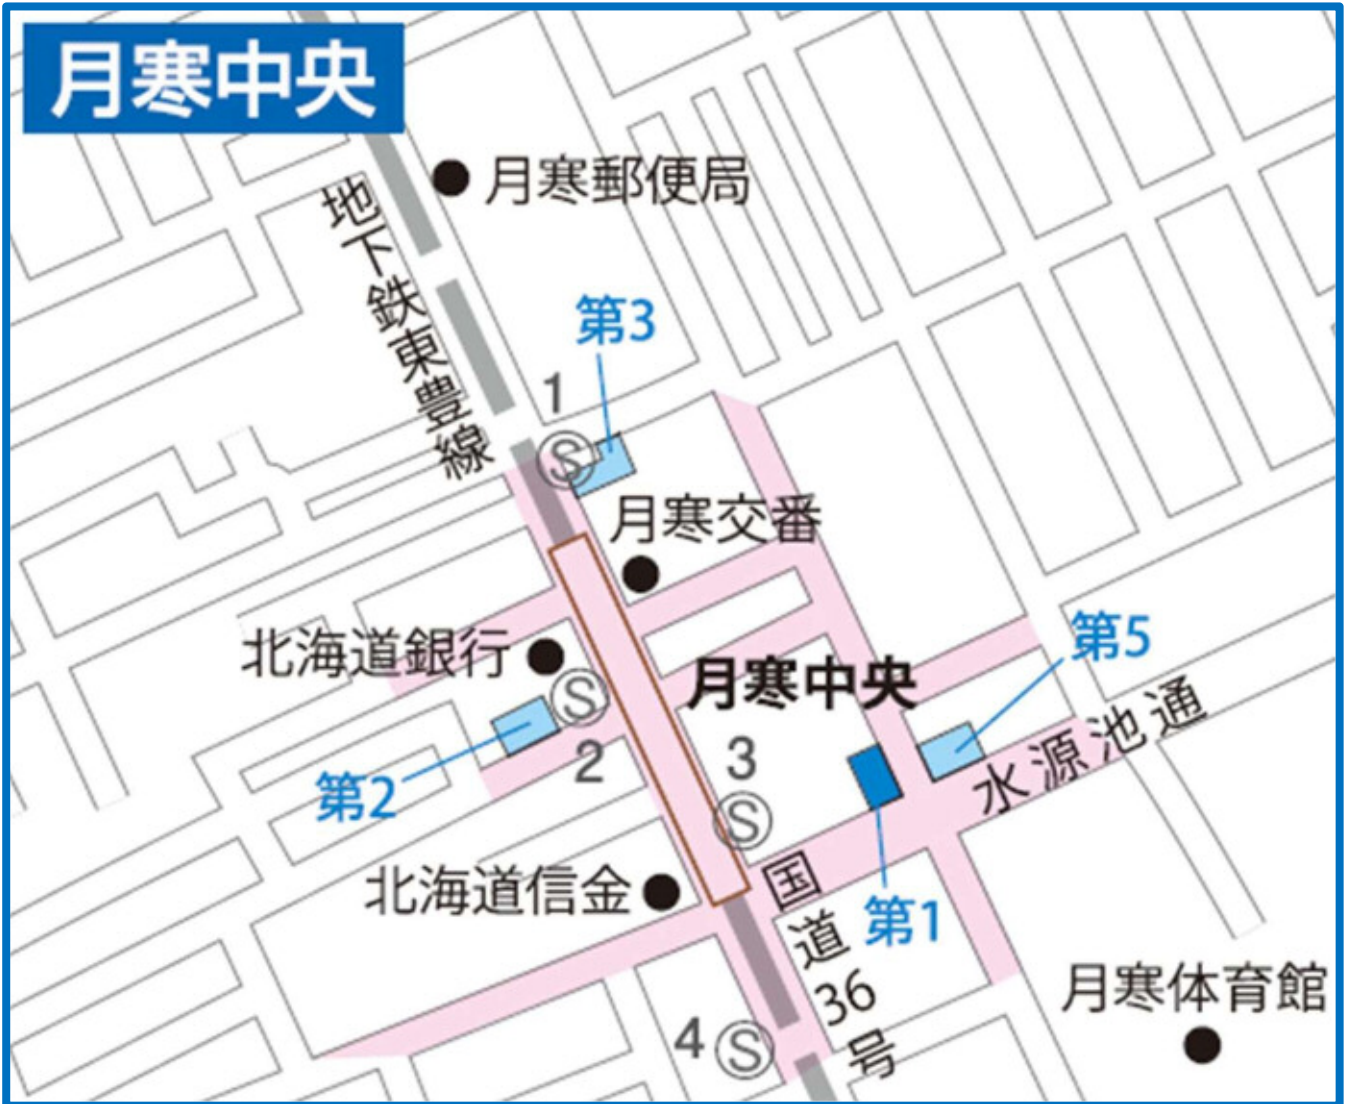 月寒中央
月寒郵便局
地下鉄東豊線
第3
1
Ⓢ
月寒交番
北海道銀行
第5
月寒中央
Ⓢ
水源池通
第2
2
3
Ⓢ
北海道信金
国道36号
第1
月寒体育館
4
Ⓢ